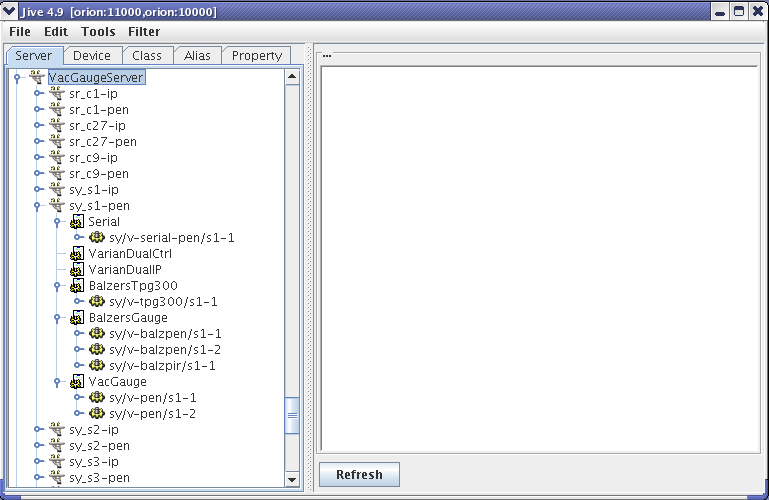 Jive 4.9 [orion:11000,orion:10000]
File Edit Tools Filter
Server Device Class Alias Property
...
VacGaugeServer
sr_c1-ip
sr_c1-pen
sr_c27-ip
sr_c27-pen
sr_c9-ip
sr_c9-pen
sy_s1-ip
sy_s1-pen
Serial
sy/v-serial-pen/s1-1
VarianDualCtrl
VarianDualIP
BalzersTpg300
sy/v-tpg300/s1-1
BalzersGauge
sy/v-balzpen/s1-1
sy/v-balzpen/s1-2
sy/v-balzpir/s1-1
VacGauge
sy/v-pen/s1-1
sy/v-pen/s1-2
sy_s2-ip
sy_s2-pen
sy_s3-ip
sy_s3-pen
Refresh